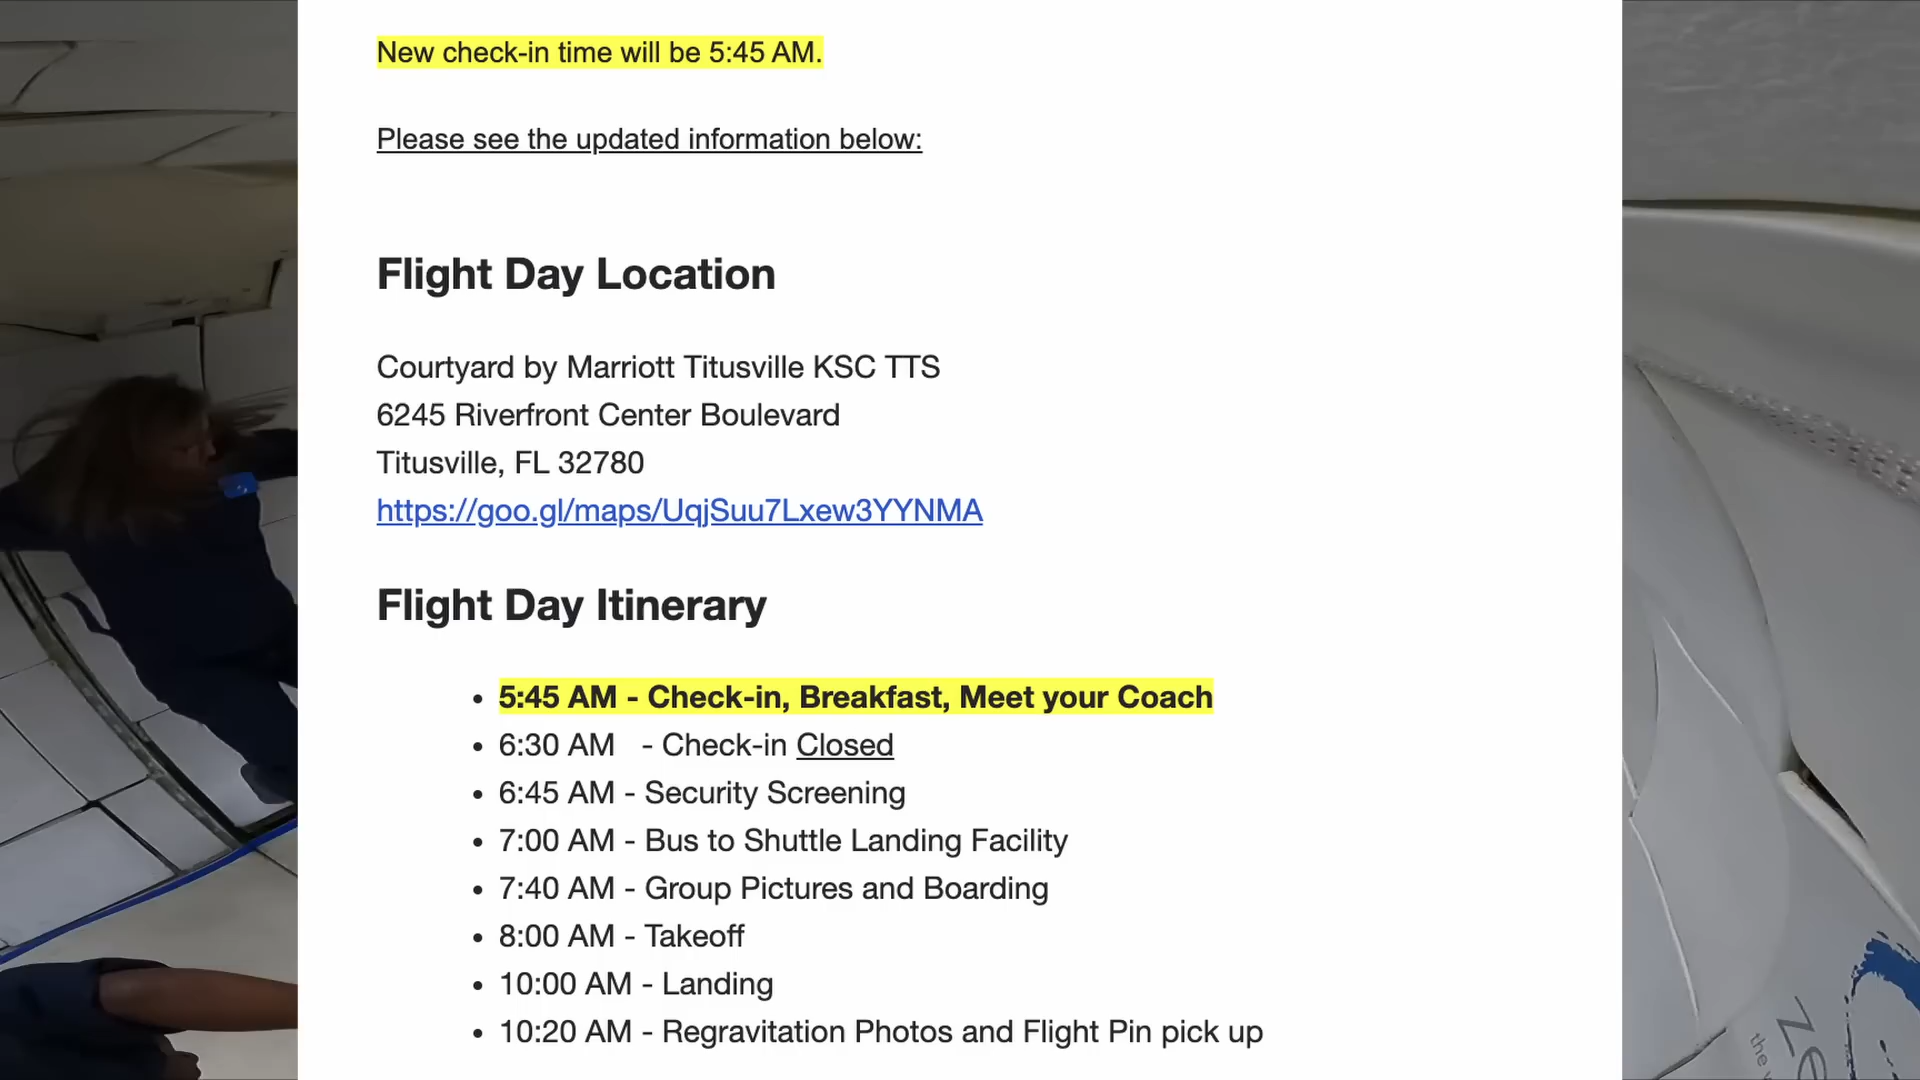 New check-in time will be 5:45 AM.
Please see the updated information below:
Flight Day Location
Courtyard by Marriott Titusville KSC TTS
6245 Riverfront Center Boulevard
Titusville, FL 32780
https://goo.gl/maps/UqjSuu7Lxew3YYNMA
Flight Day Itinerary
• 5:45 AM - Check-in, Breakfast, Meet your Coach
• 6:30 AM - Check-in Closed
• 6:45 AM - Security Screening
• 7:00 AM - Bus to Shuttle Landing Facility
• 7:40 AM - Group Pictures and Boarding
• 8:00 AM - Takeoff
• 10:00 AM - Landing
• 10:20 AM - Regravitation Photos and Flight Pin pick up
the